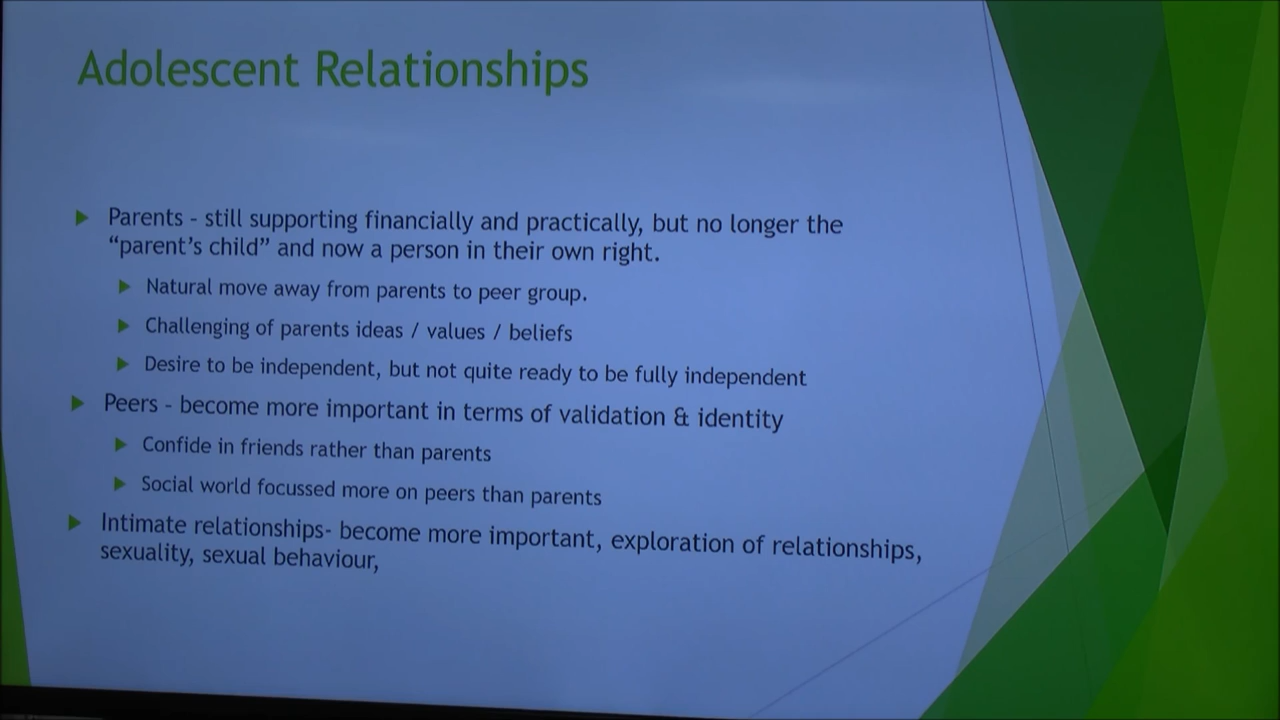 Adolescent Relationships
Parents - still supporting financially and practically, but no longer the
“parent’s child” and now a person in their own right.
Natural move away from parents to peer group.
Challenging of parents ideas / values / beliefs
Desire to be independent, but not quite ready to be fully independent
Peers - become more important in terms of validation & identity
Confide in friends rather than parents
Social world focussed more on peers than parents
Intimate relationships- become more important, exploration of relationships,
sexuality, sexual behaviour,